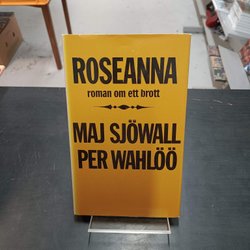 ROSEANNA
roman om ett brott
MAJ SJÖWALL
PER WAHLÖÖ